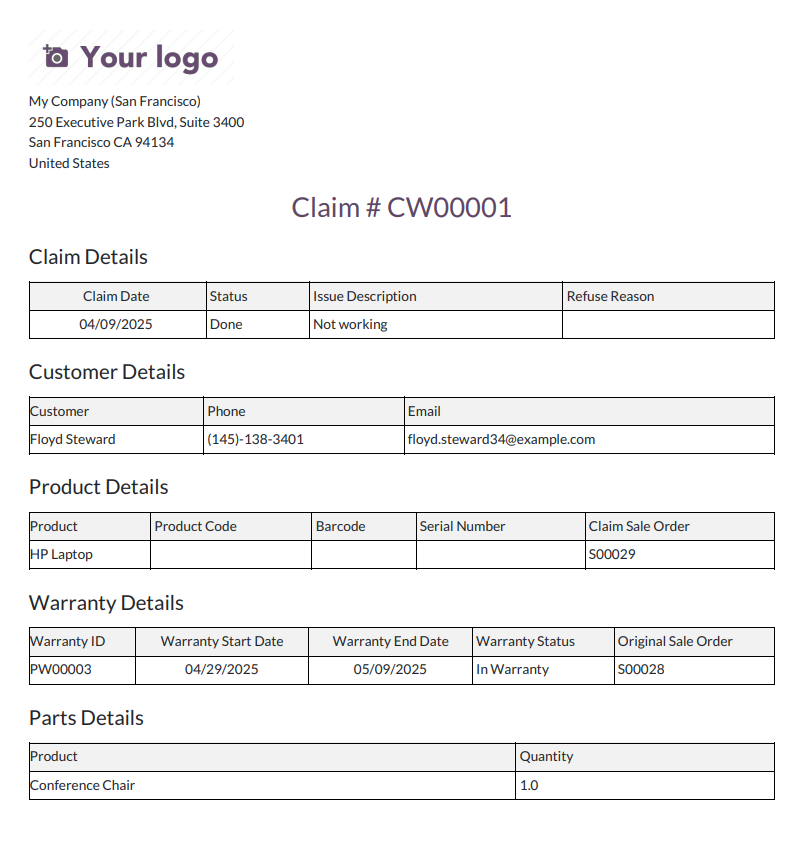 Your logo
My Company (San Francisco)
250 Executive Park Blvd, Suite 3400
San Francisco CA 94134
United States
Claim # CW00001
Claim Details
Claim Date Status Issue Description Refuse Reason
04/09/2025 Done Not working
Customer Details
Customer Phone Email
Floyd Steward (145)-138-3401 floyd.steward34@example.com
Product Details
Product Product Code Barcode Serial Number Claim Sale Order
HP Laptop S00029
Warranty Details
Warranty ID Warranty Start Date Warranty End Date Warranty Status Original Sale Order
PW00003 04/29/2025 05/09/2025 In Warranty S00028
Parts Details
Product Quantity
Conference Chair 1.0